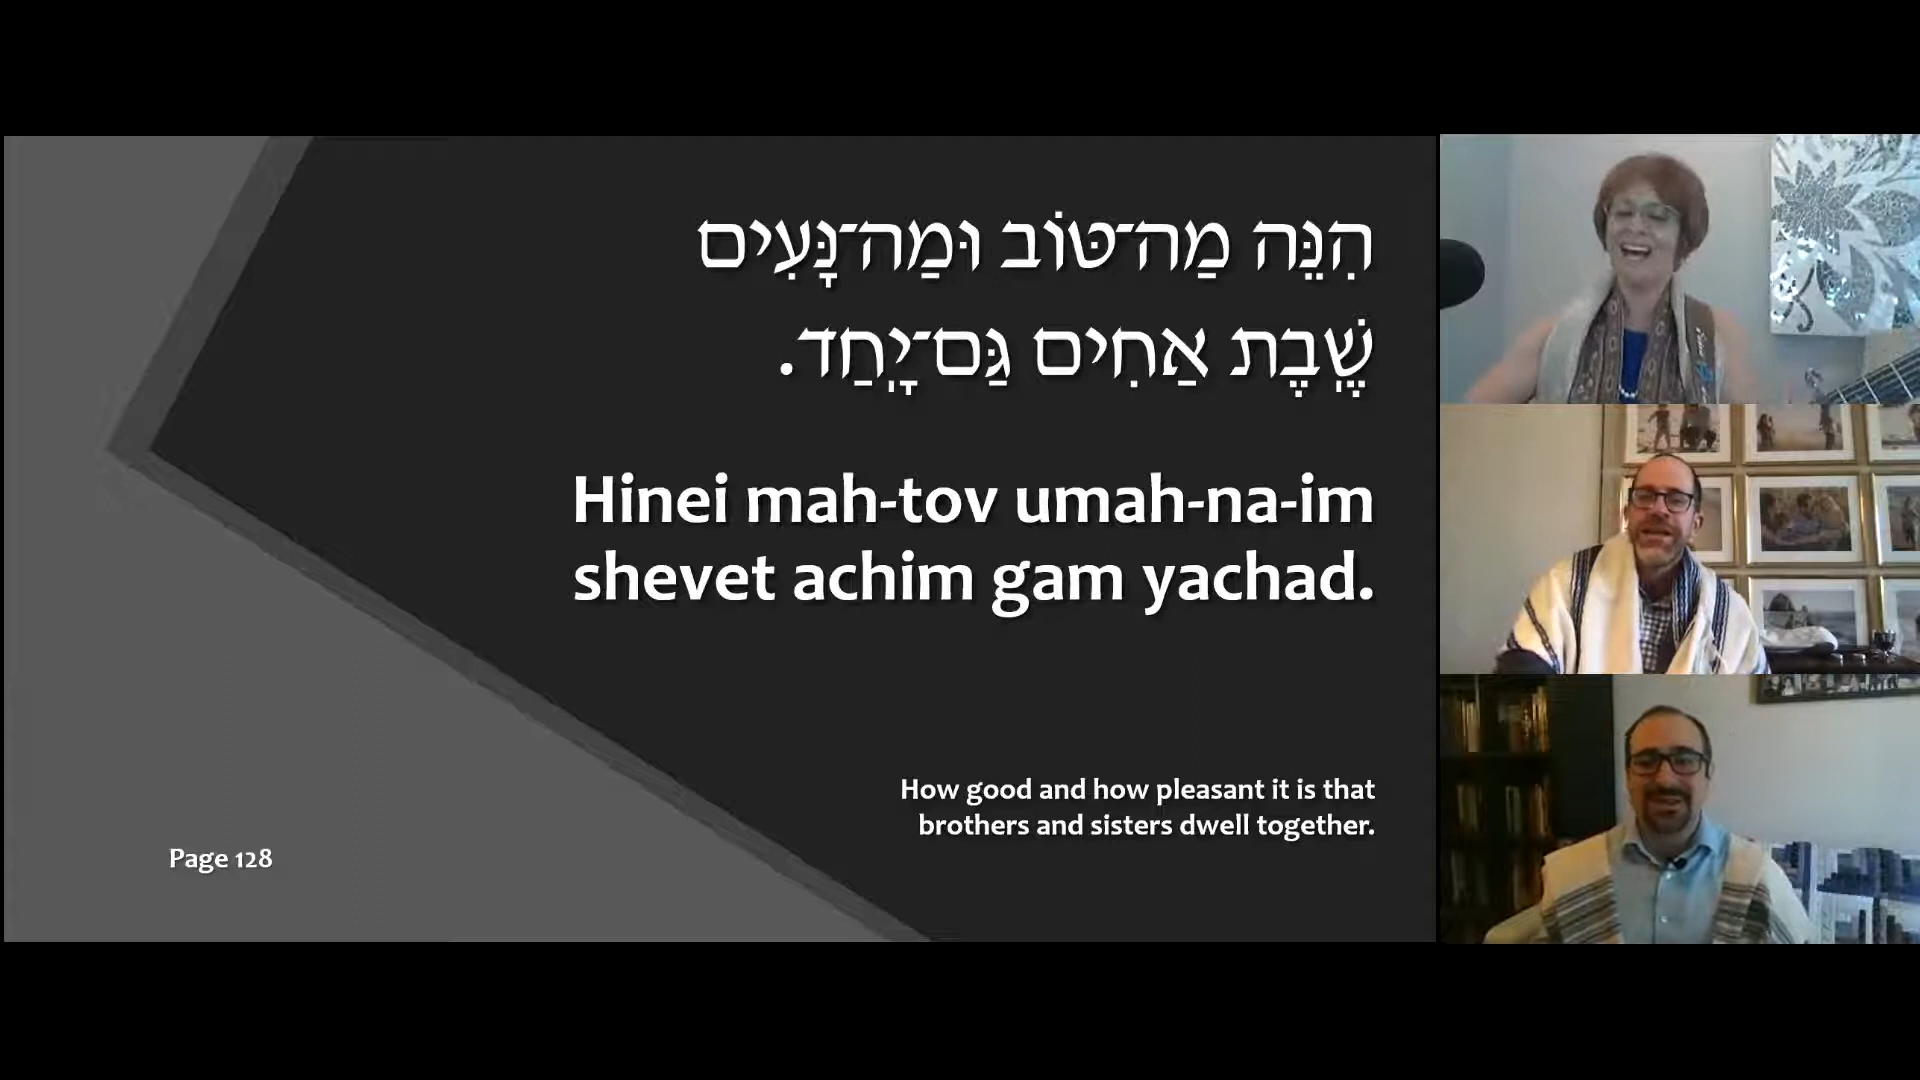 הִנֵּה מַה־טּוֹב וּמַה־נָּעִים
שֶֽׁבֶת אַחִים גַּם־יָֽחַד.
Hinei mah-tov umah-na-im
shevet achim gam yachad.
How good and how pleasant it is that
brothers and sisters dwell together.
Page 128